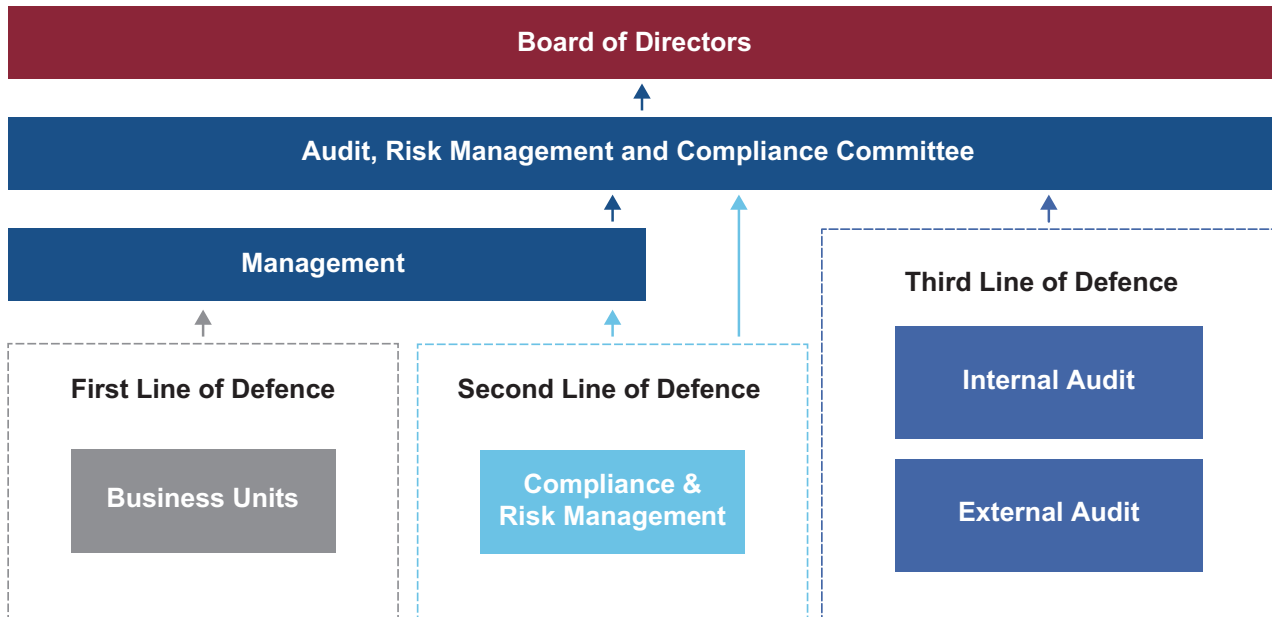 Board of Directors
Audit, Risk Management and Compliance Committee
Management
First Line of Defence
Business Units
Second Line of Defence
Compliance &
Risk Management
Third Line of Defence
Internal Audit
External Audit